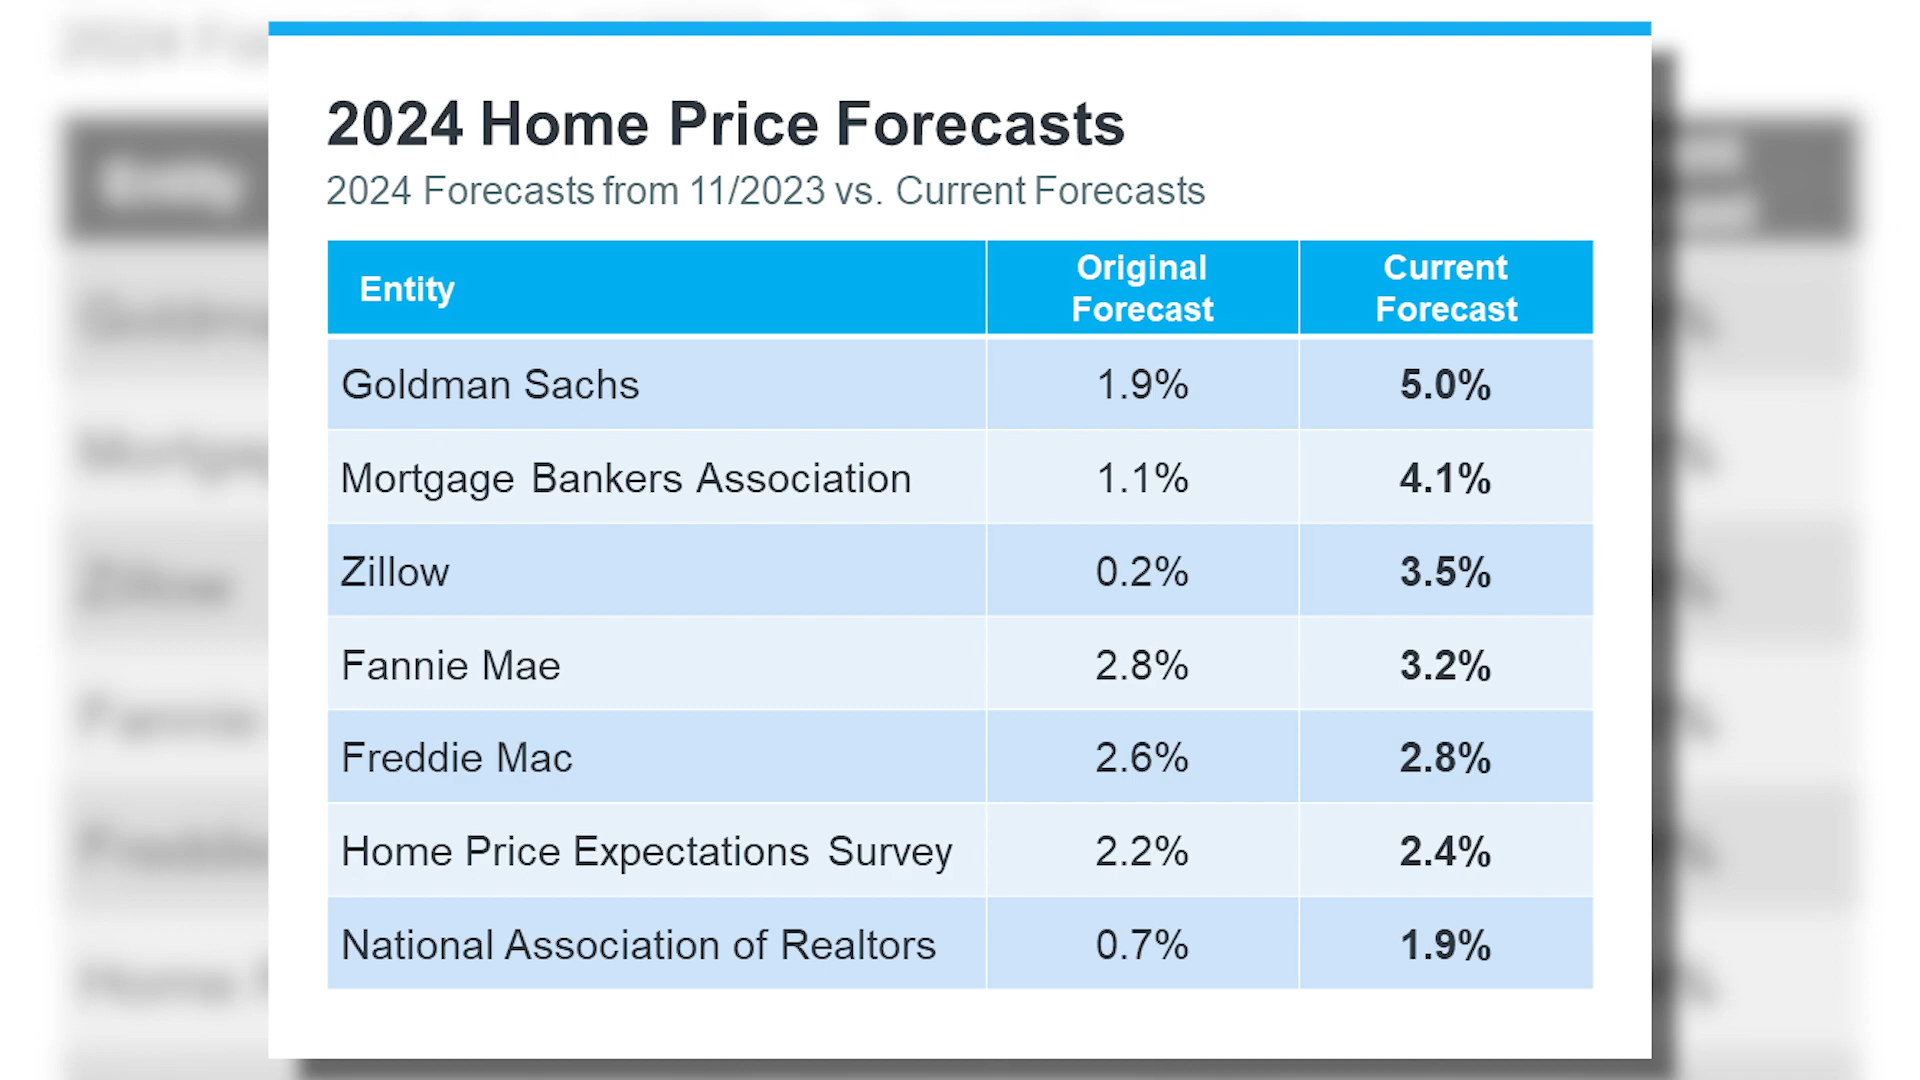 2024 Home Price Forecasts
2024 Forecasts from 11/2023 vs. Current Forecasts
Entity Original Forecast Current Forecast
Goldman Sachs 1.9% 5.0%
Mortgage Bankers Association 1.1% 4.1%
Zillow 0.2% 3.5%
Fannie Mae 2.8% 3.2%
Freddie Mac 2.6% 2.8%
Home Price Expectations Survey 2.2% 2.4%
National Association of Realtors 0.7% 1.9%